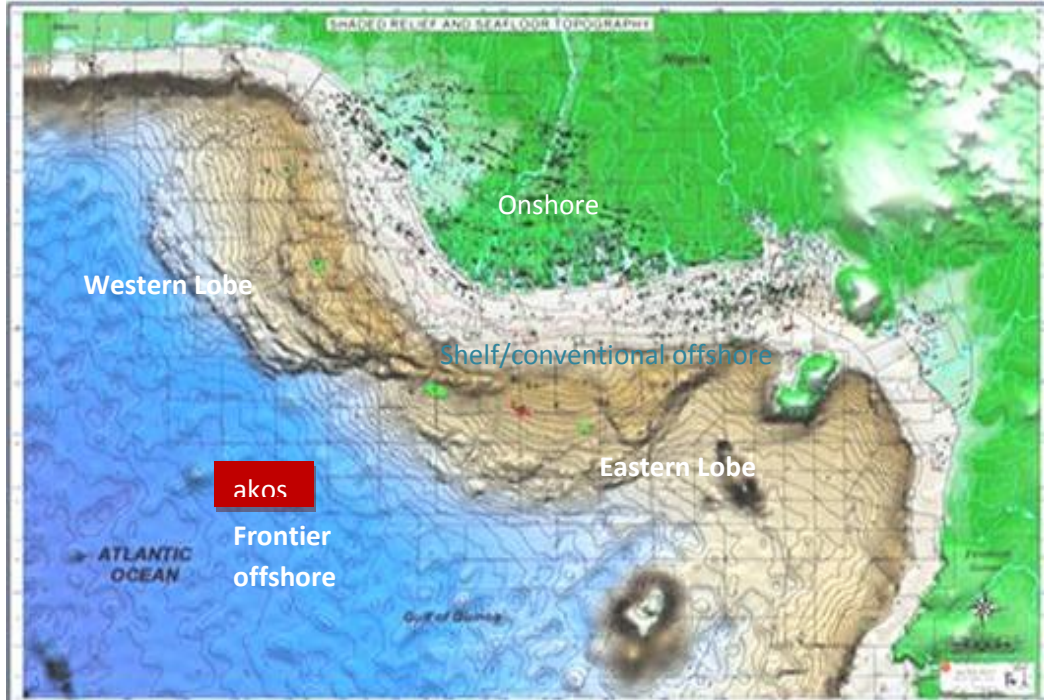 SHADED RELIEF AND SEAFLOOR TOPOGRAPHY
Nigeria
Onshore
Western Lobe
Shelf/conventional offshore
Eastern Lobe
akos
Frontier
offshore
ATLANTIC
OCEAN
Gulf of Guinea